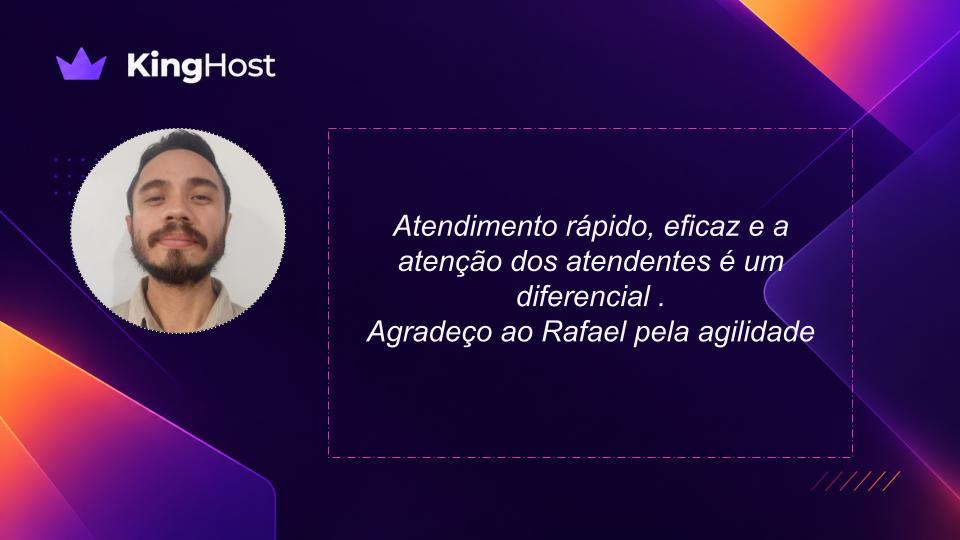 KingHost
Atendimento rápido, eficaz e a
atenção dos atendentes é um
diferencial .
Agradeço ao Rafael pela agilidade